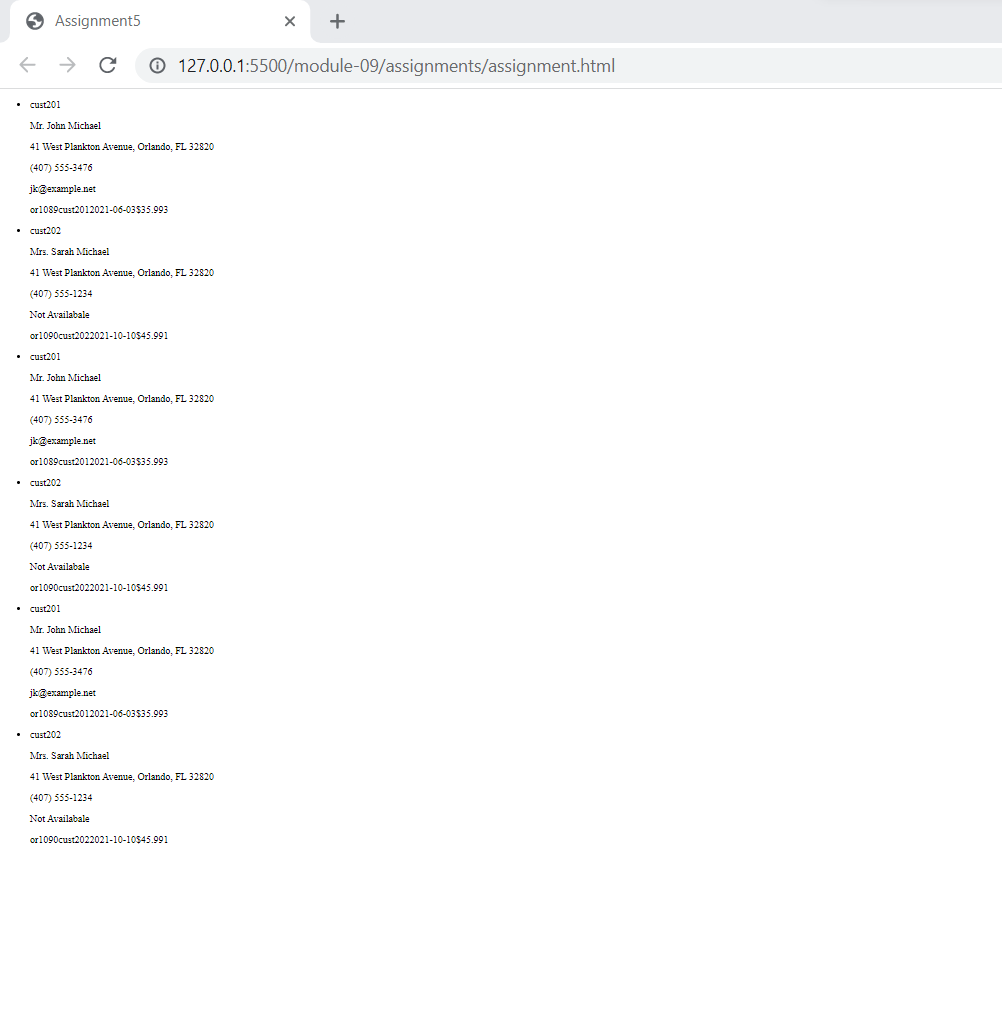 Assignment5
127.0.0.1:5500/module-09/assignments/assignment.html
• cust201
Mr. John Michael
41 West Plankton Avenue, Orlando, FL 32820
(407) 555-3476
jk@example.net
or1089cust2012021-06-03$35.993
• cust202
Mrs. Sarah Michael
41 West Plankton Avenue, Orlando, FL 32820
(407) 555-1234
Not Availabale
or1090cust2022021-10-10$45.991
• cust201
Mr. John Michael
41 West Plankton Avenue, Orlando, FL 32820
(407) 555-3476
jk@example.net
or1089cust2012021-06-03$35.993
• cust202
Mrs. Sarah Michael
41 West Plankton Avenue, Orlando, FL 32820
(407) 555-1234
Not Availabale
or1090cust2022021-10-10$45.991
• cust201
Mr. John Michael
41 West Plankton Avenue, Orlando, FL 32820
(407) 555-3476
jk@example.net
or1089cust2012021-06-03$35.993
• cust202
Mrs. Sarah Michael
41 West Plankton Avenue, Orlando, FL 32820
(407) 555-1234
Not Availabale
or1090cust2022021-10-10$45.991